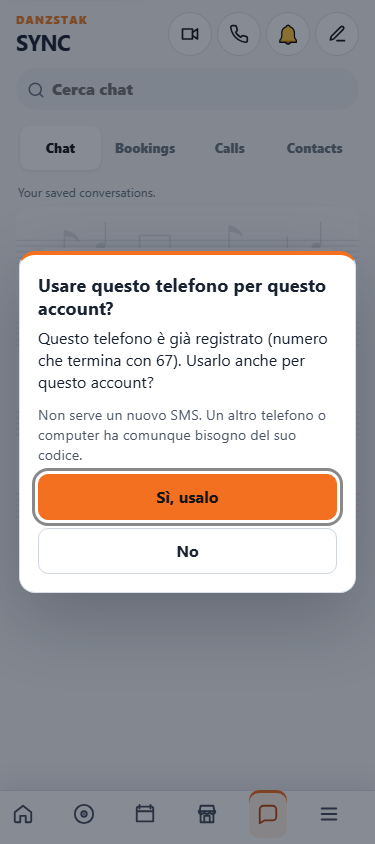 DANZSTAK
SYNC
Cerca chat
Chat
Bookings
Calls
Contacts
Your saved conversations.
Usare questo telefono per questo
account?
Questo telefono è già registrato (numero
che termina con 67). Usarlo anche per
questo account?
Non serve un nuovo SMS. Un altro telefono o
computer ha comunque bisogno del suo
codice.
Sì, usalo
No